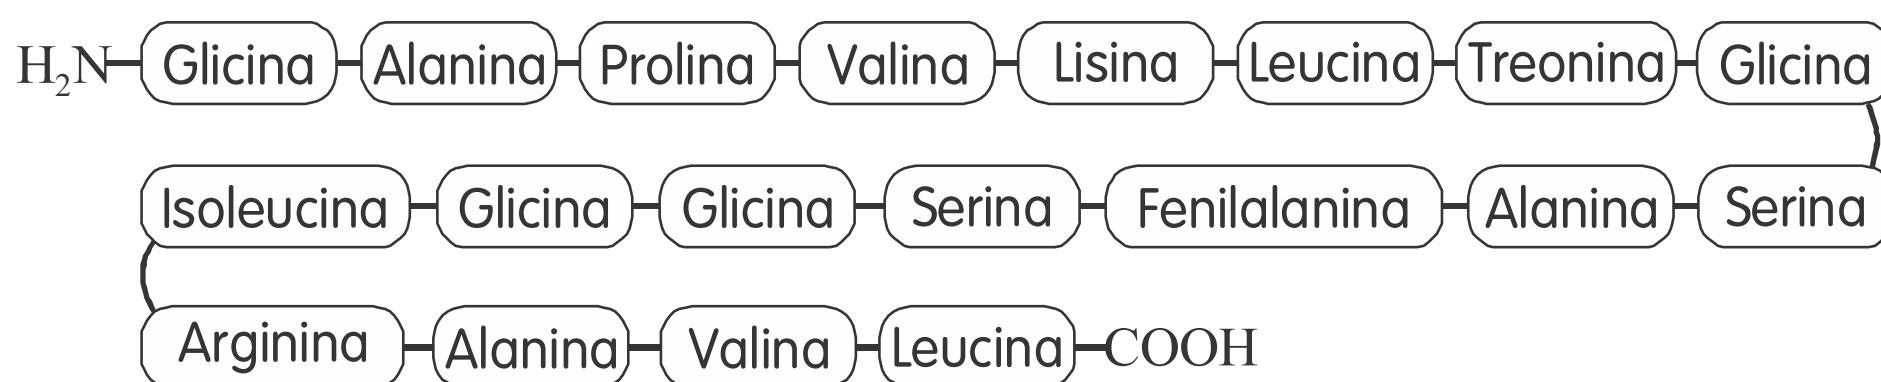 H₂N Glicina Alanina Prolina Valina Lisina Leucina Treonina Glicina
Isoleucina Glicina Glicina Serina Fenilalanina Alanina Serina
Arginina Alanina Valina Leucina COOH